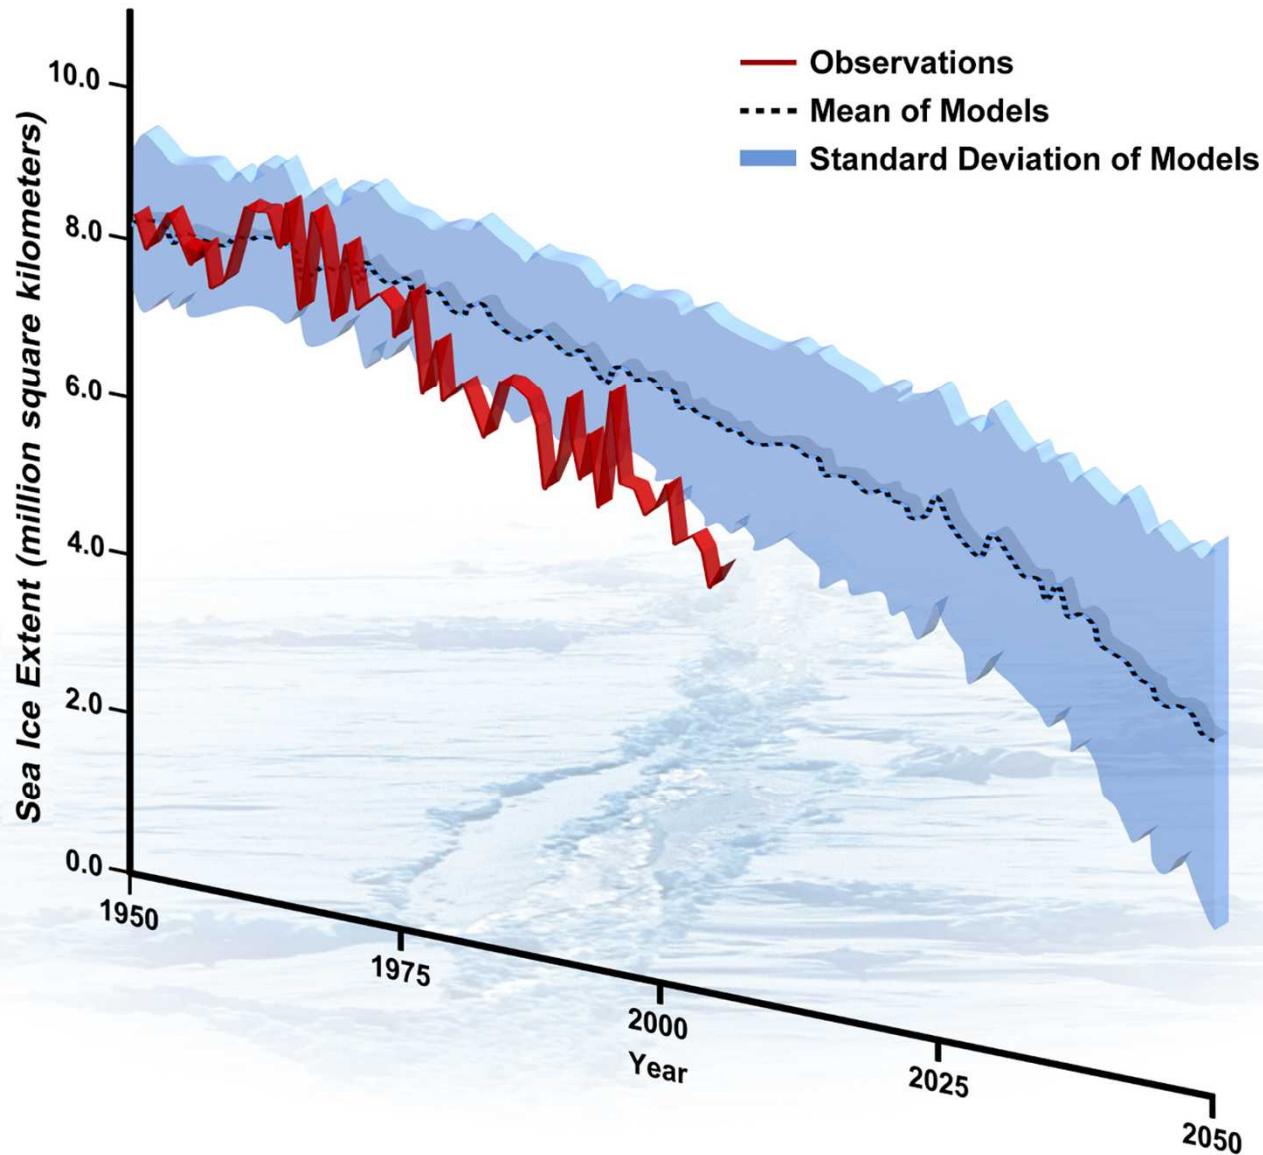 Observations
Mean of Models
Standard Deviation of Models
Sea Ice Extent (million square kilometers)
10.0
8.0
6.0
4.0
2.0
0.0
1950
1975
2000
2025
2050
Year